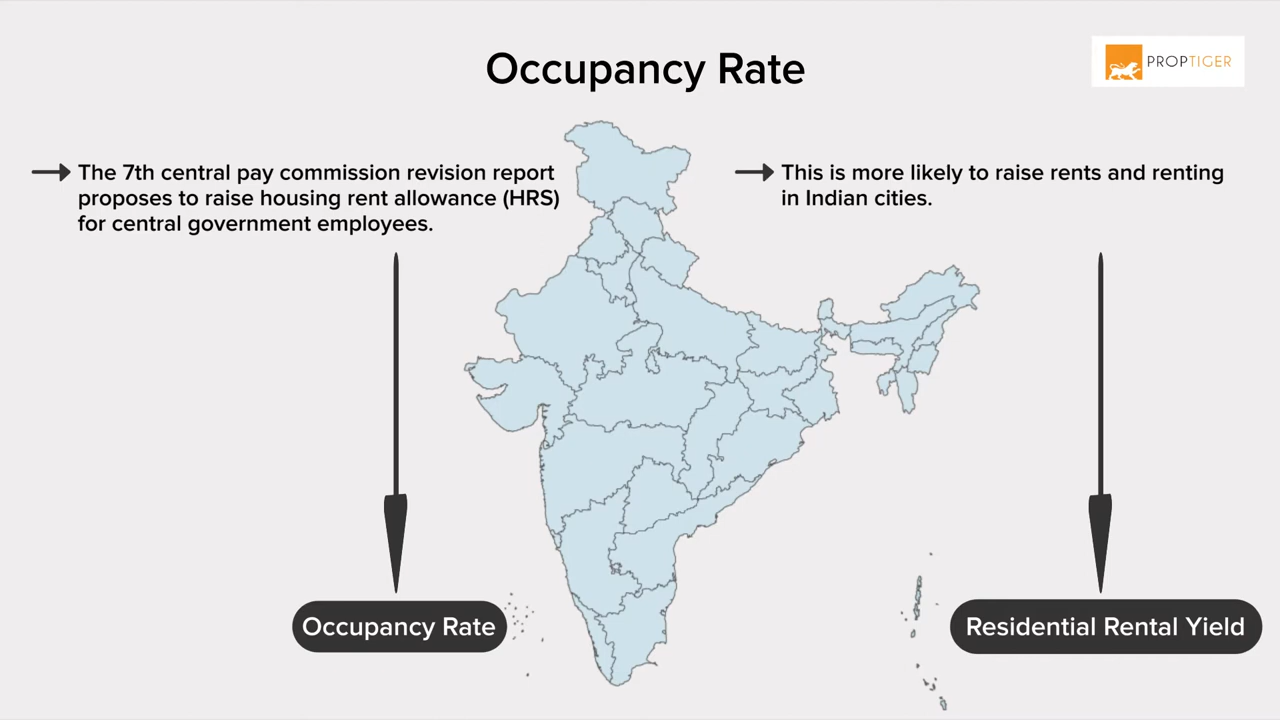 Occupancy Rate
PROPTIGER
The 7th central pay commission revision report
proposes to raise housing rent allowance (HRS)
for central government employees.
This is more likely to raise rents and renting
in Indian cities.
Occupancy Rate
Residential Rental Yield